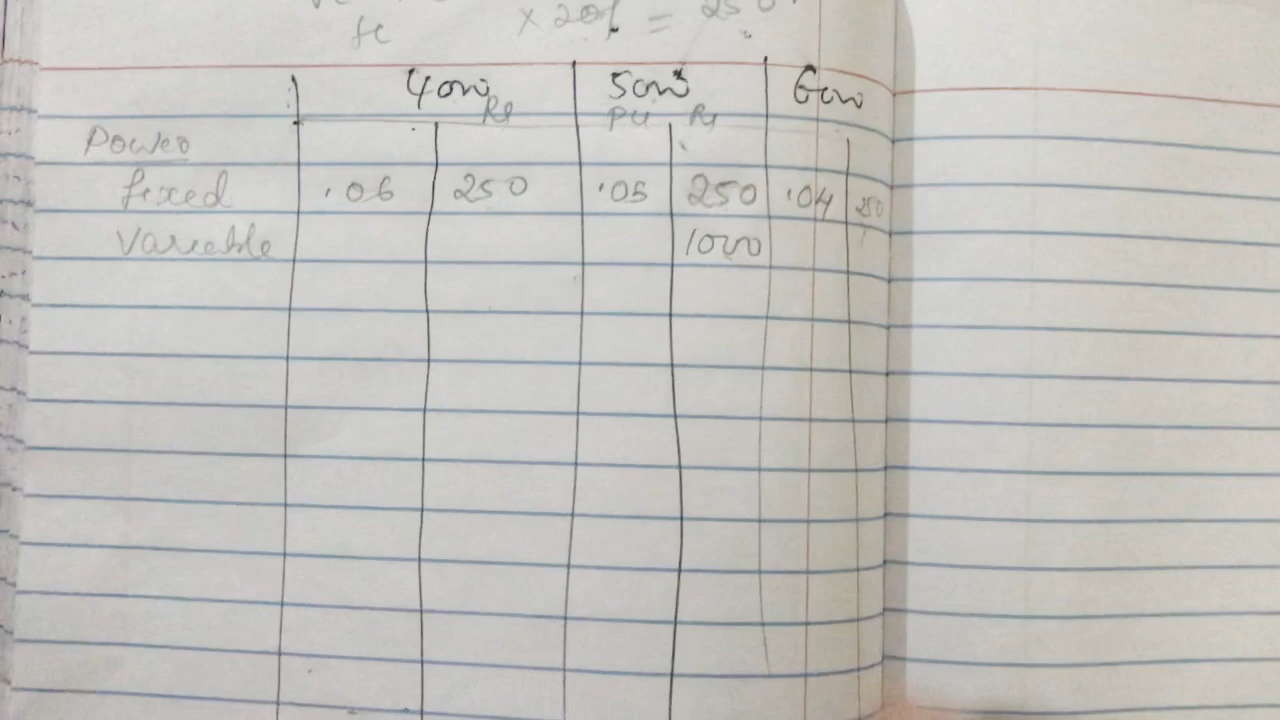 × 20% = 250
fc
4000 5000 6000
Rs PU Rs
Power
fixed .06 250 .05 250 .04 250
Variable 1000